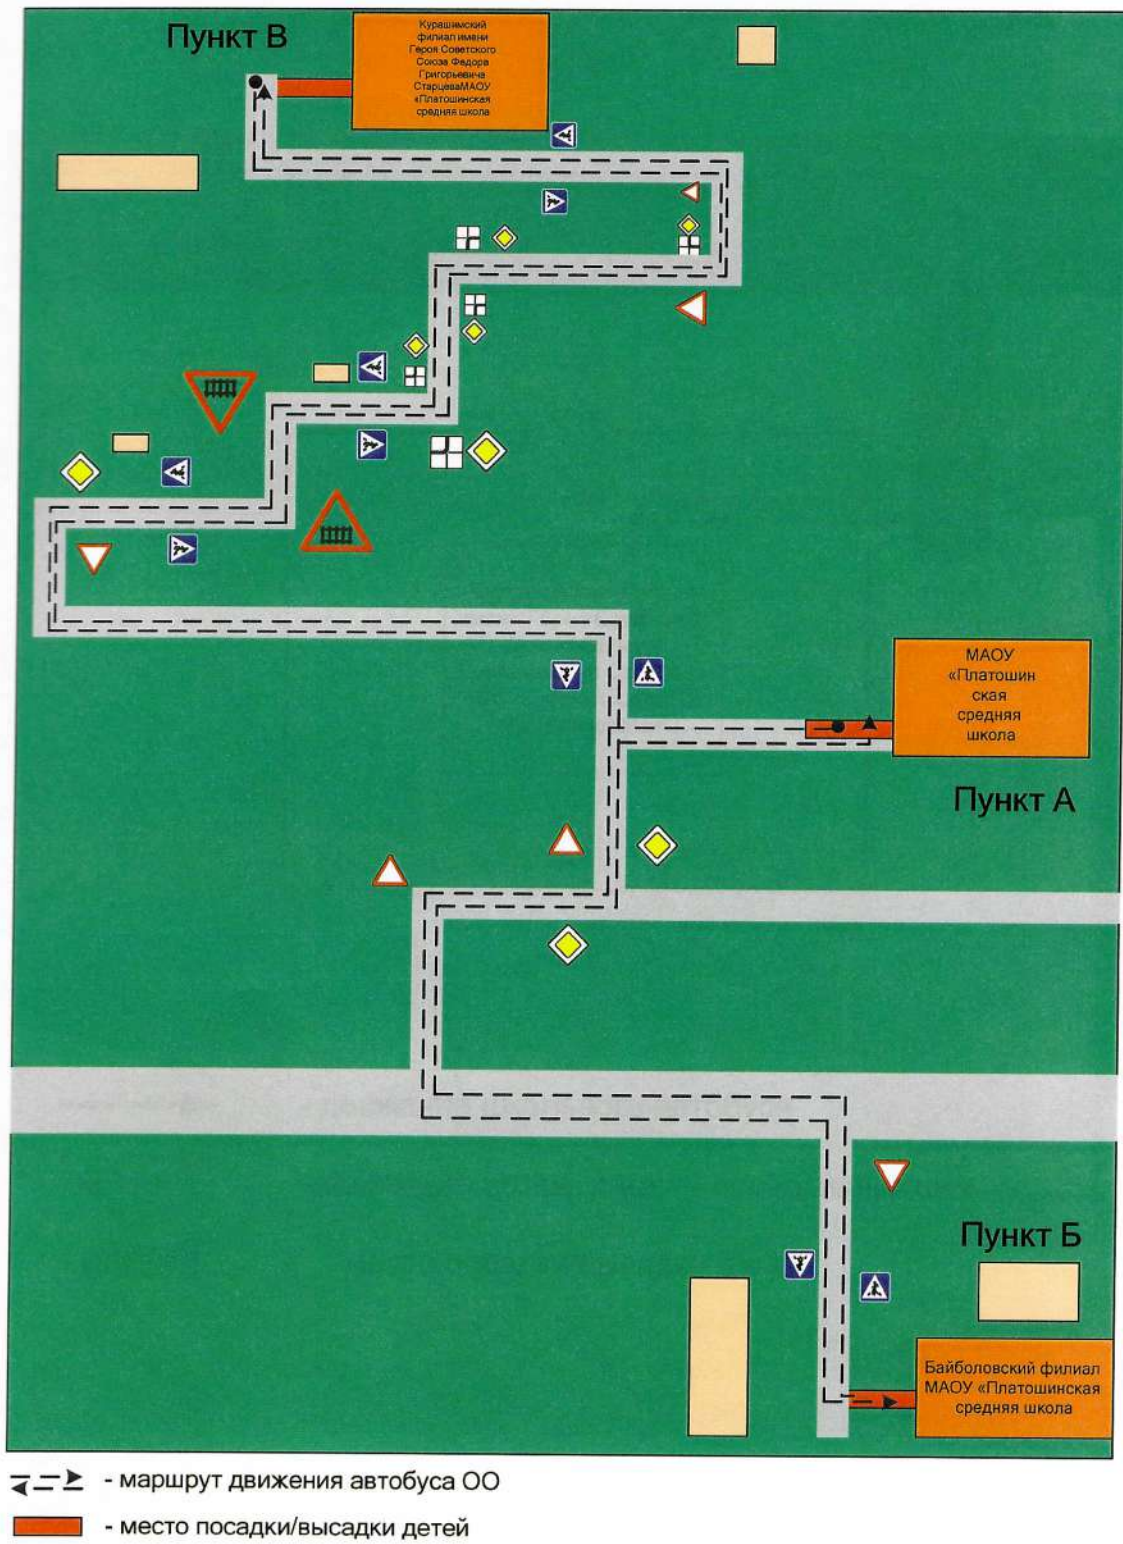 Пункт В
Курашимский
филиал имени
Героя Советского
Союза Федора
Григорьевича
СтарцеваМАОУ
«Платошинская
средняя школа
МАОУ
«Платошин
ская
средняя
школа
Пункт А
Пункт Б
Байболовский филиал
МАОУ «Платошинская
средняя школа
- маршрут движения автобуса ОО
- место посадки/высадки детей